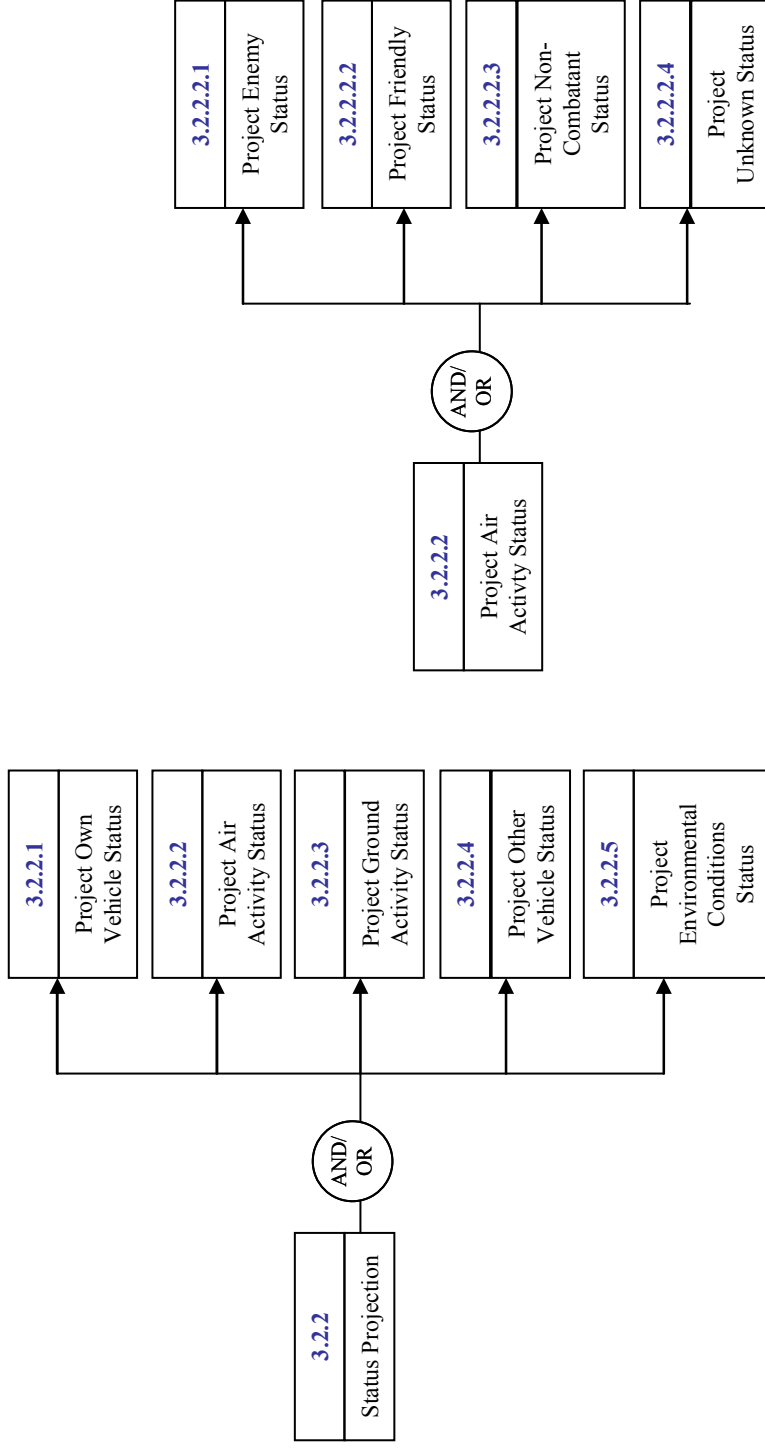 3.2.2
Status Projection
AND/
OR
3.2.2.1
Project Own
Vehicle Status
3.2.2.2
Project Air
Activity Status
3.2.2.3
Project Ground
Activity Status
3.2.2.4
Project Other
Vehicle Status
3.2.2.5
Project
Environmental
Conditions
Status
3.2.2.2
Project Air
Activty Status
AND/
OR
3.2.2.2.1
Project Enemy
Status
3.2.2.2.2
Project Friendly
Status
3.2.2.2.3
Project Non-
Combatant
Status
3.2.2.2.4
Project
Unknown Status